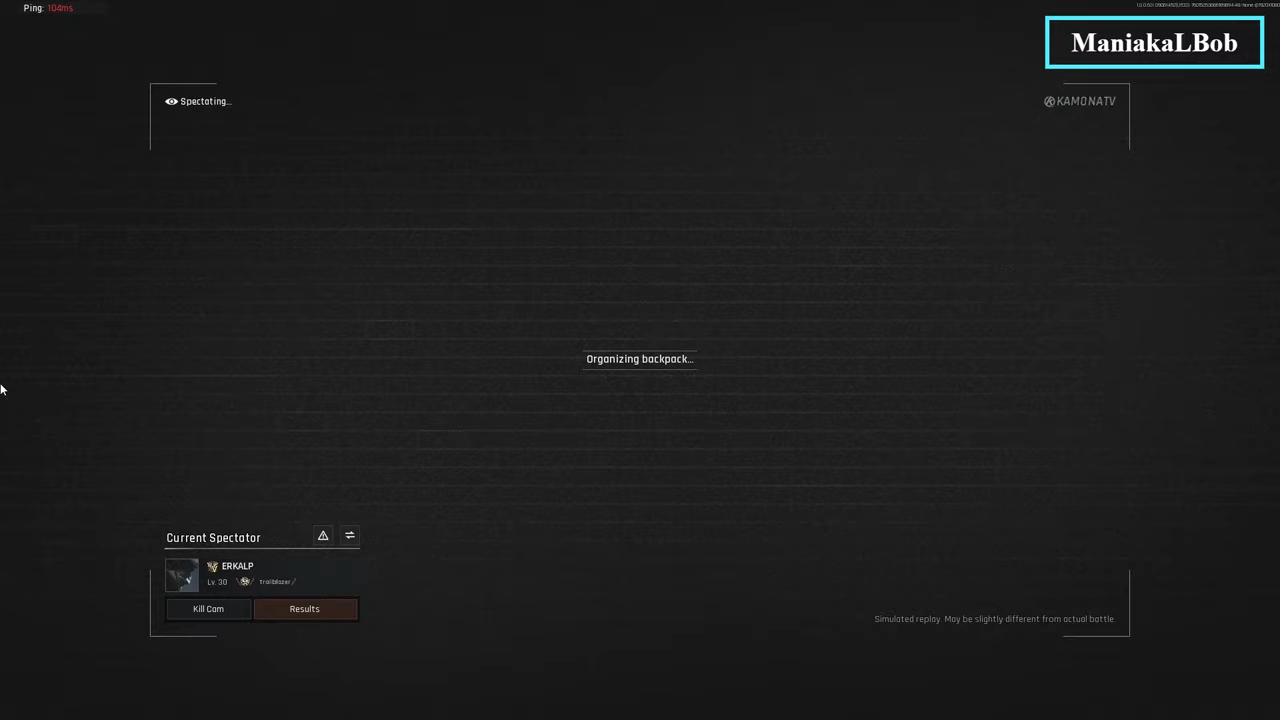 Ping: 104ms
ManiakaLBob
Spectating...
KAMONATV
Organizing backpack...
Current Spectator
ERKALP
Lv. 30 trailblazer
Kill Cam
Results
Simulated replay. May be slightly different from actual battle.